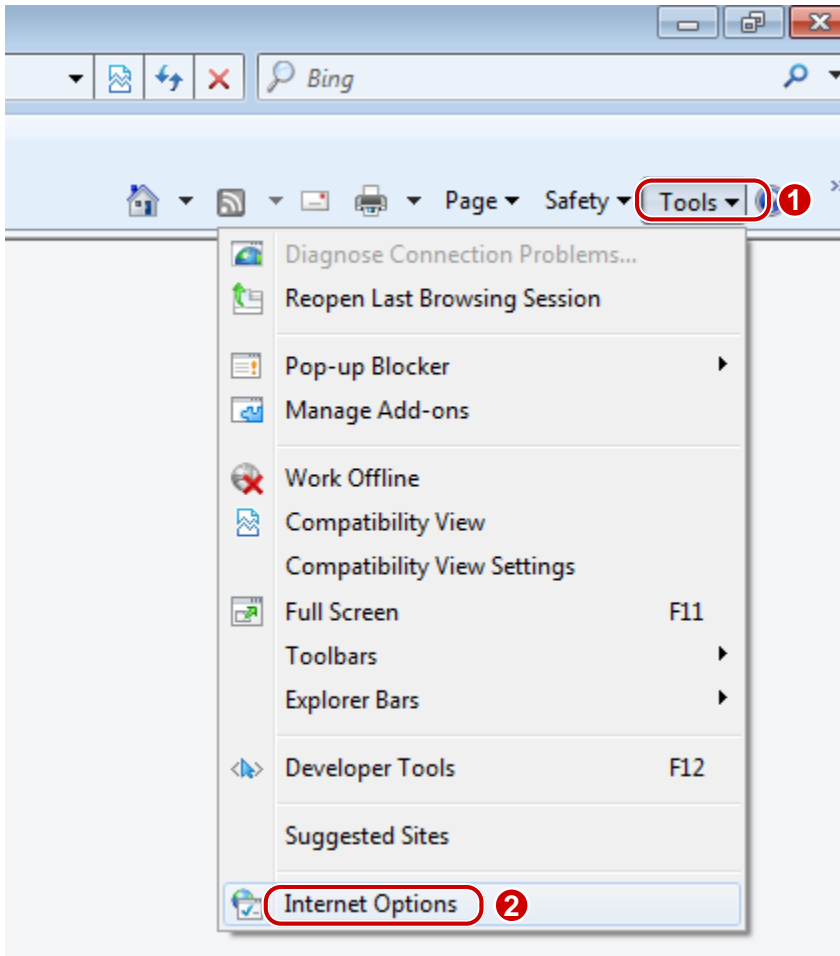 Bing
Page Safety Tools 1
Diagnose Connection Problems...
Reopen Last Browsing Session
Pop-up Blocker
Manage Add-ons
Work Offline
Compatibility View
Compatibility View Settings
Full Screen F11
Toolbars
Explorer Bars
Developer Tools F12
Suggested Sites
Internet Options 2